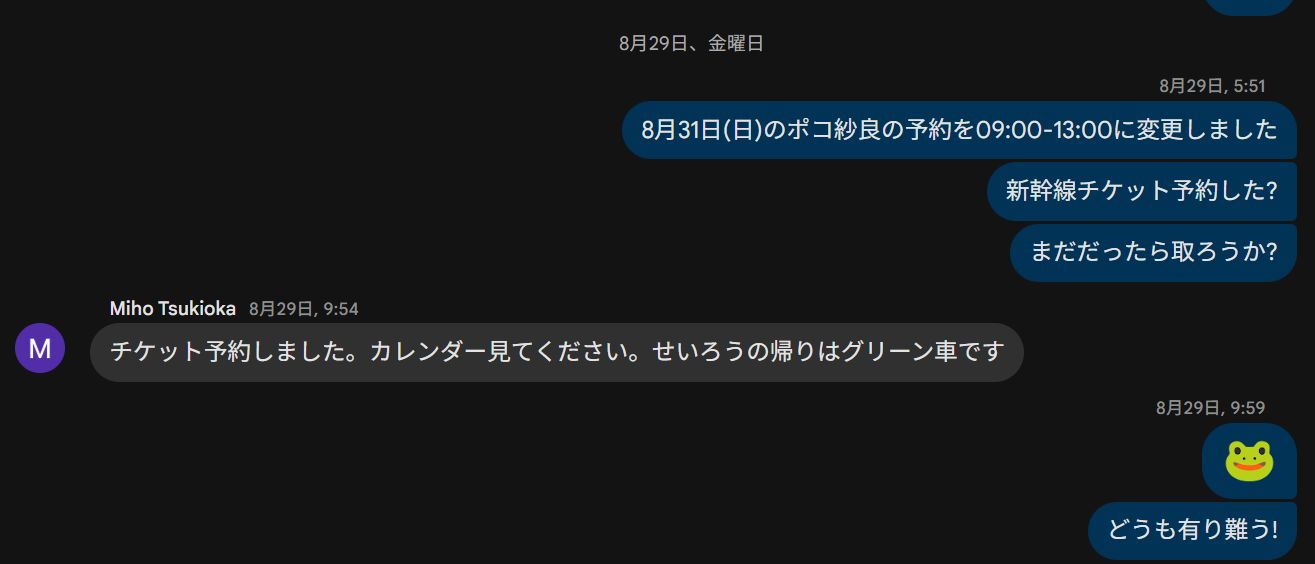 8月29日、金曜日
8月29日, 5:51
8月31日(日)のポコ紗良の予約を09:00-13:00に変更しました
新幹線チケット予約した?
まだだったら取ろうか?
Miho Tsukioka 8月29日, 9:54
M
チケット予約しました。カレンダー見てください。せいろうの帰りはグリーン車です
8月29日, 9:59
🐸
どうも有り難う!